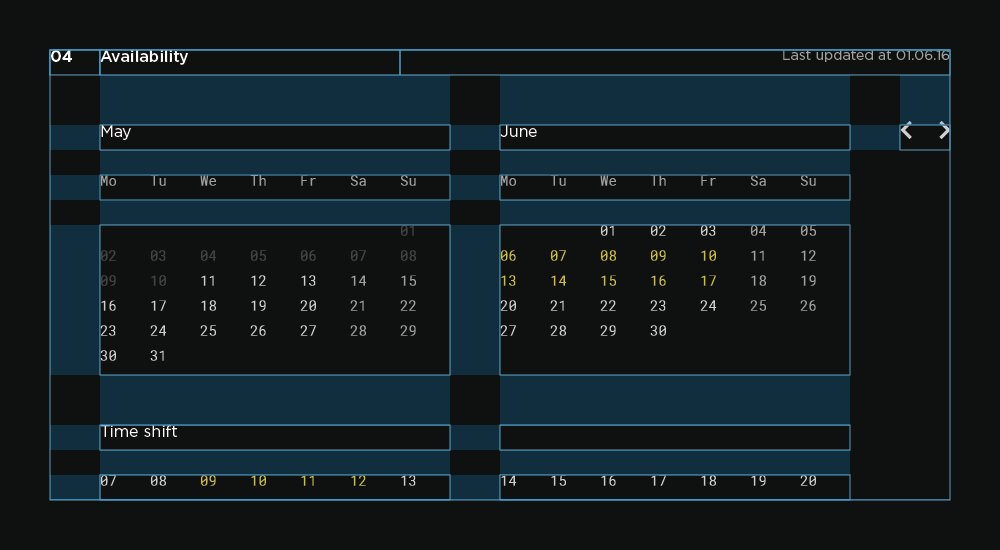 04 Availability Last updated at 01.06.16
May June < >
Mo Tu We Th Fr Sa Su Mo Tu We Th Fr Sa Su
01 01 02 03 04 05
02 03 04 05 06 07 08 06 07 08 09 10 11 12
09 10 11 12 13 14 15 13 14 15 16 17 18 19
16 17 18 19 20 21 22 20 21 22 23 24 25 26
23 24 25 26 27 28 29 27 28 29 30
30 31
Time shift
07 08 09 10 11 12 13 14 15 16 17 18 19 20